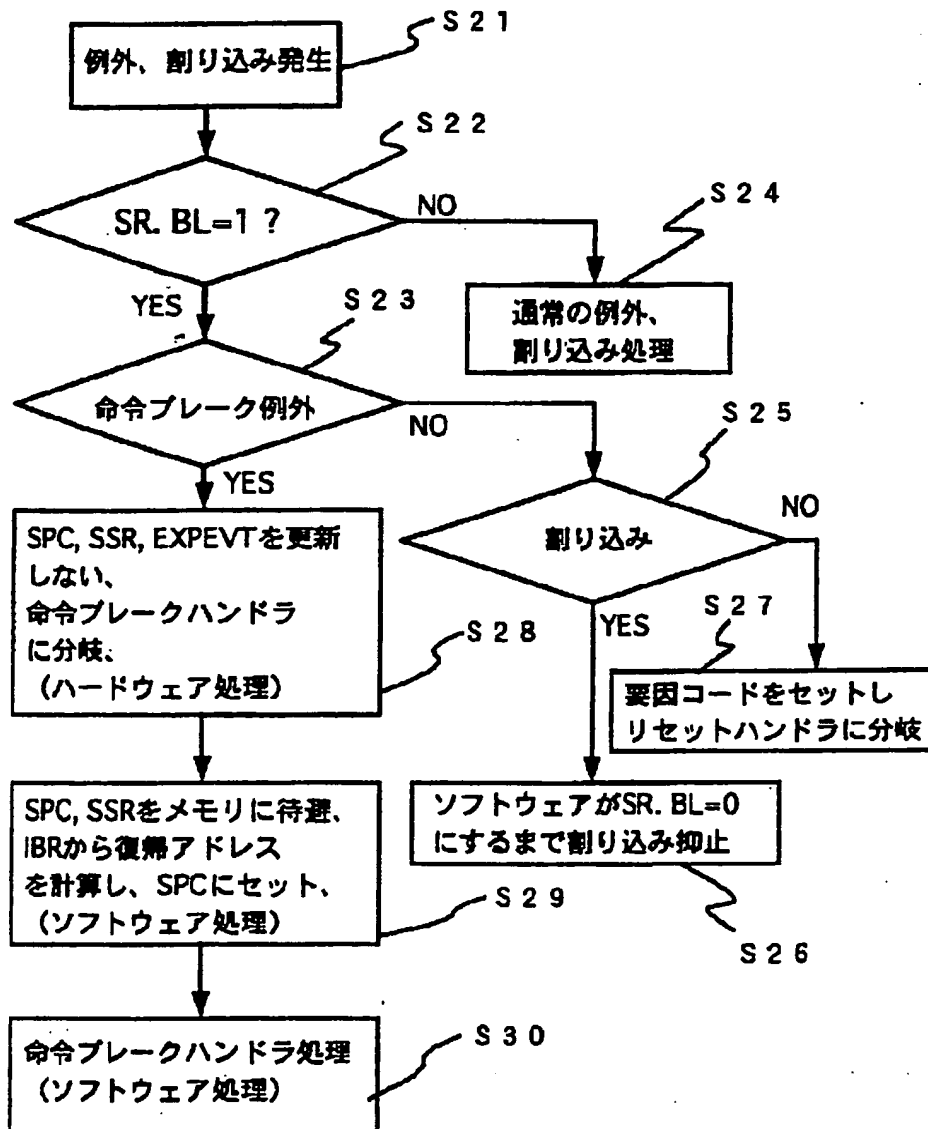 S21
例外、割り込み発生
S22
SR. BL=1 ?
NO
S24
通常の例外、
割り込み処理
YES
S23
命令ブレーク例外
NO
S25
YES
割り込み
NO
SPC, SSR, EXPEVTを更新
しない、
命令ブレークハンドラ
に分岐、
(ハードウェア処理)
S28
YES
S27
要因コードをセットし
リセットハンドラに分岐
SPC, SSRをメモリに待避、
IBRから復帰アドレス
を計算し、SPCにセット、
(ソフトウェア処理)
S29
ソフトウェアがSR. BL=0
にするまで割り込み抑止
S26
命令ブレークハンドラ処理
(ソフトウェア処理)
S30